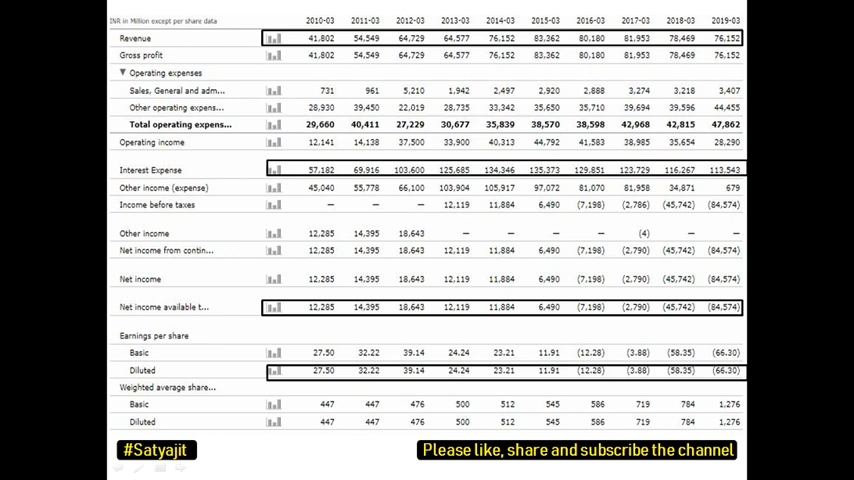 INR in Million except per share data 2010-03 2011-03 2012-03 2013-03 2014-03 2015-03 2016-03 2017-03 2018-03 2019-03
Revenue 41,802 54,549 64,729 64,577 76,152 83,362 80,180 81,953 78,469 76,152
Gross profit 41,802 54,549 64,729 64,577 76,152 83,362 80,180 81,953 78,469 76,152
▼ Operating expenses
Sales, General and adm... 731 961 5,210 1,942 2,497 2,920 2,888 3,274 3,218 3,407
Other operating expens... 28,930 39,450 22,019 28,735 33,342 35,650 35,710 39,694 39,596 44,455
Total operating expens... 29,660 40,411 27,229 30,677 35,839 38,570 38,598 42,968 42,815 47,862
Operating income 12,141 14,138 37,500 33,900 40,313 44,792 41,583 38,985 35,654 28,290
Interest Expense 57,182 69,916 103,600 125,685 134,346 135,373 129,851 123,729 116,267 113,543
Other income (expense) 45,040 55,778 66,100 103,904 105,917 97,072 81,070 81,958 34,871 679
Income before taxes — — — 12,119 11,884 6,490 (7,198) (2,786) (45,742) (84,574)
Other income 12,285 14,395 18,643 — — — — (4) — —
Net income from contin... 12,285 14,395 18,643 12,119 11,884 6,490 (7,198) (2,790) (45,742) (84,574)
Net income 12,285 14,395 18,643 12,119 11,884 6,490 (7,198) (2,790) (45,742) (84,574)
Net income available t... 12,285 14,395 18,643 12,119 11,884 6,490 (7,198) (2,790) (45,742) (84,574)
Earnings per share
Basic 27.50 32.22 39.14 24.24 23.21 11.91 (12.28) (3.88) (58.35) (66.30)
Diluted 27.50 32.22 39.14 24.24 23.21 11.91 (12.28) (3.88) (58.35) (66.30)
Weighted average share...
Basic 447 447 476 500 512 545 586 719 784 1,276
Diluted 447 447 476 500 512 545 586 719 784 1,276
#Satyajit
Please like, share and subscribe the channel